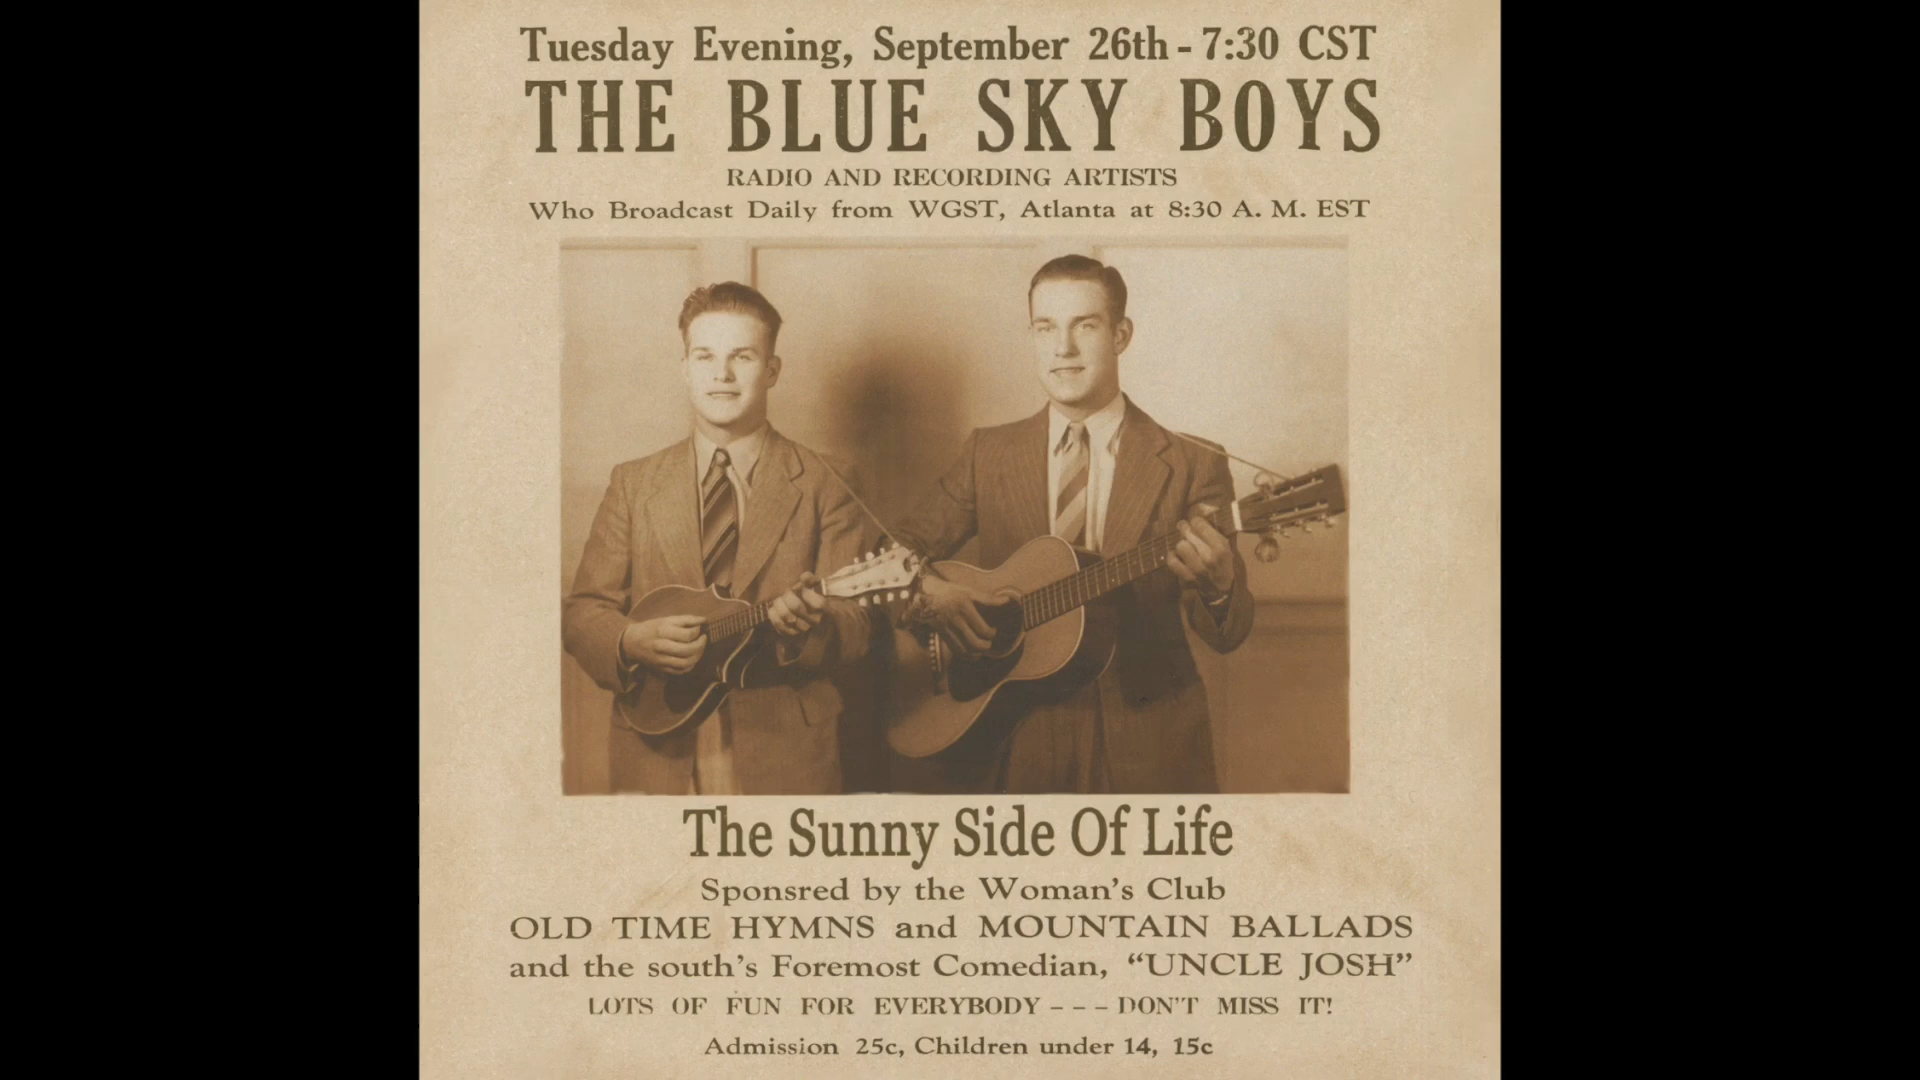 Tuesday Evening, September 26th - 7:30 CST
THE BLUE SKY BOYS
RADIO AND RECORDING ARTISTS
Who Broadcast Daily from WGST, Atlanta at 8:30 A. M. EST
The Sunny Side Of Life
Sponsred by the Woman's Club
OLD TIME HYMNS and MOUNTAIN BALLADS
and the south's Foremost Comedian, “UNCLE JOSH”
LOTS OF FUN FOR EVERYBODY - - - DON'T MISS IT!
Admission 25c, Children under 14, 15c